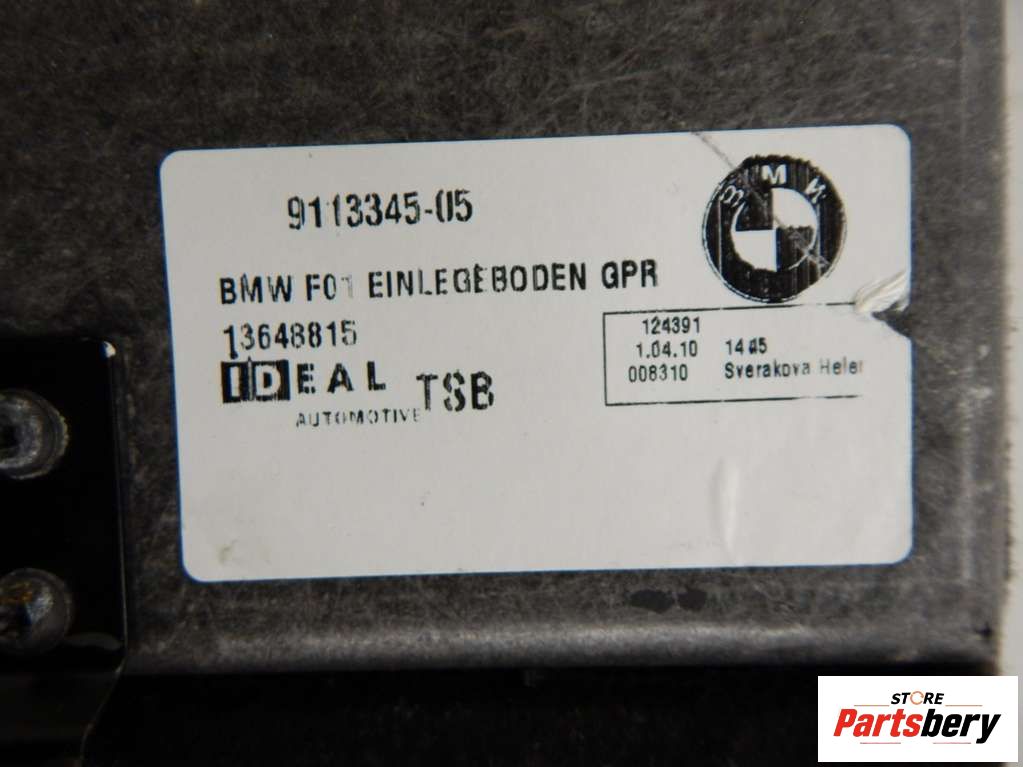 9113345-05
BMW
BMW F01 EINLEGEBODEN GPR
13648815
IDEAL TSB
AUTOMOTIVE
124391
1.04.10 14:45
008310 Sverakova Heler
STORE
Partsbery